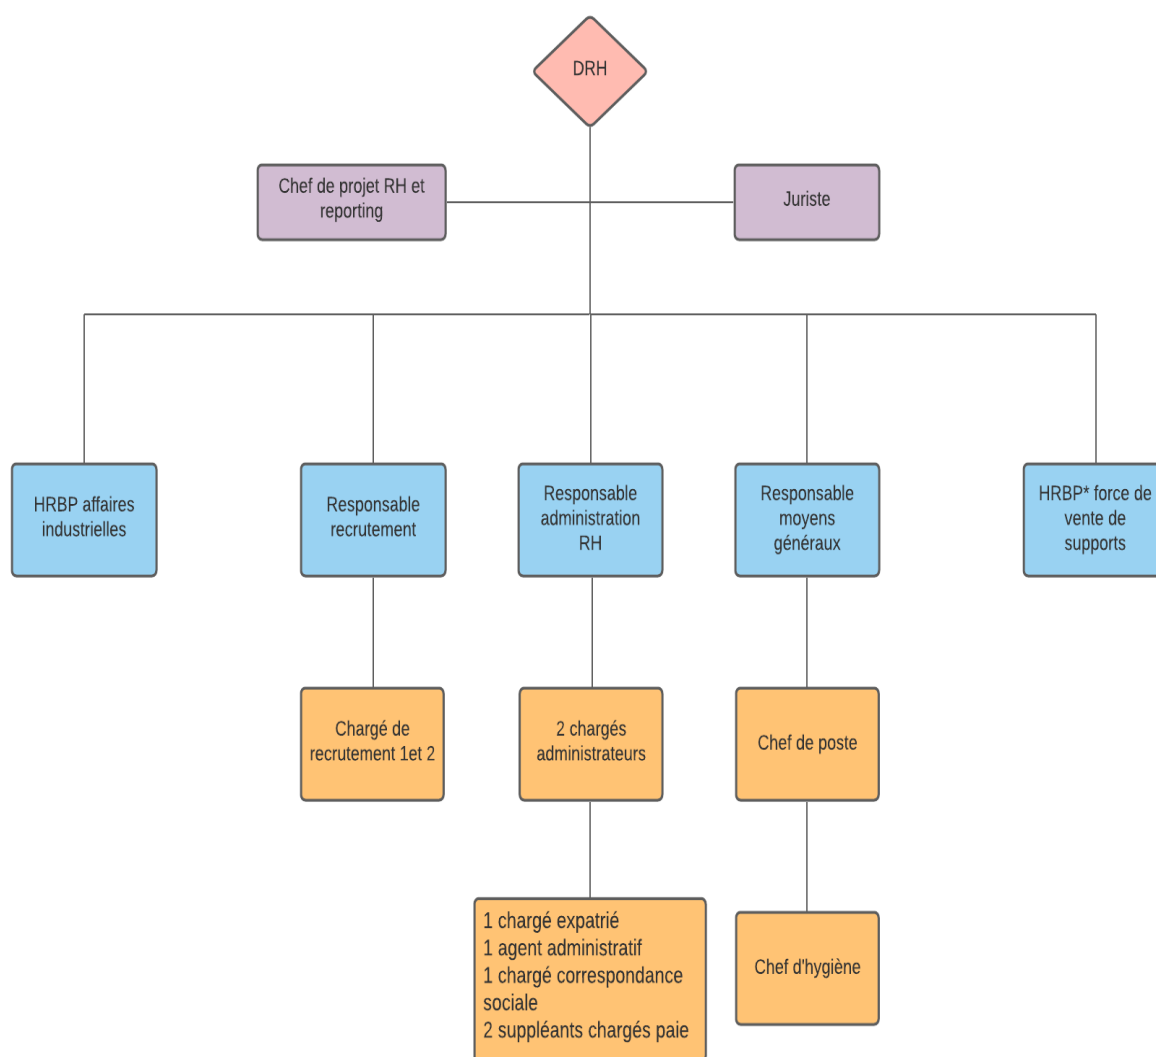 DRH
Chef de projet RH et
reporting
Juriste
HRBP affaires
industrielles
Responsable
recrutement
Responsable
administration
RH
Responsable
moyens
généraux
HRBP* force de
vente de
supports
Chargé de
recrutement 1et 2
2 chargés
administrateurs
Chef de poste
1 chargé expatrié
1 agent administratif
1 chargé correspondance
sociale
2 suppléants chargés paie
Chef d'hygiène